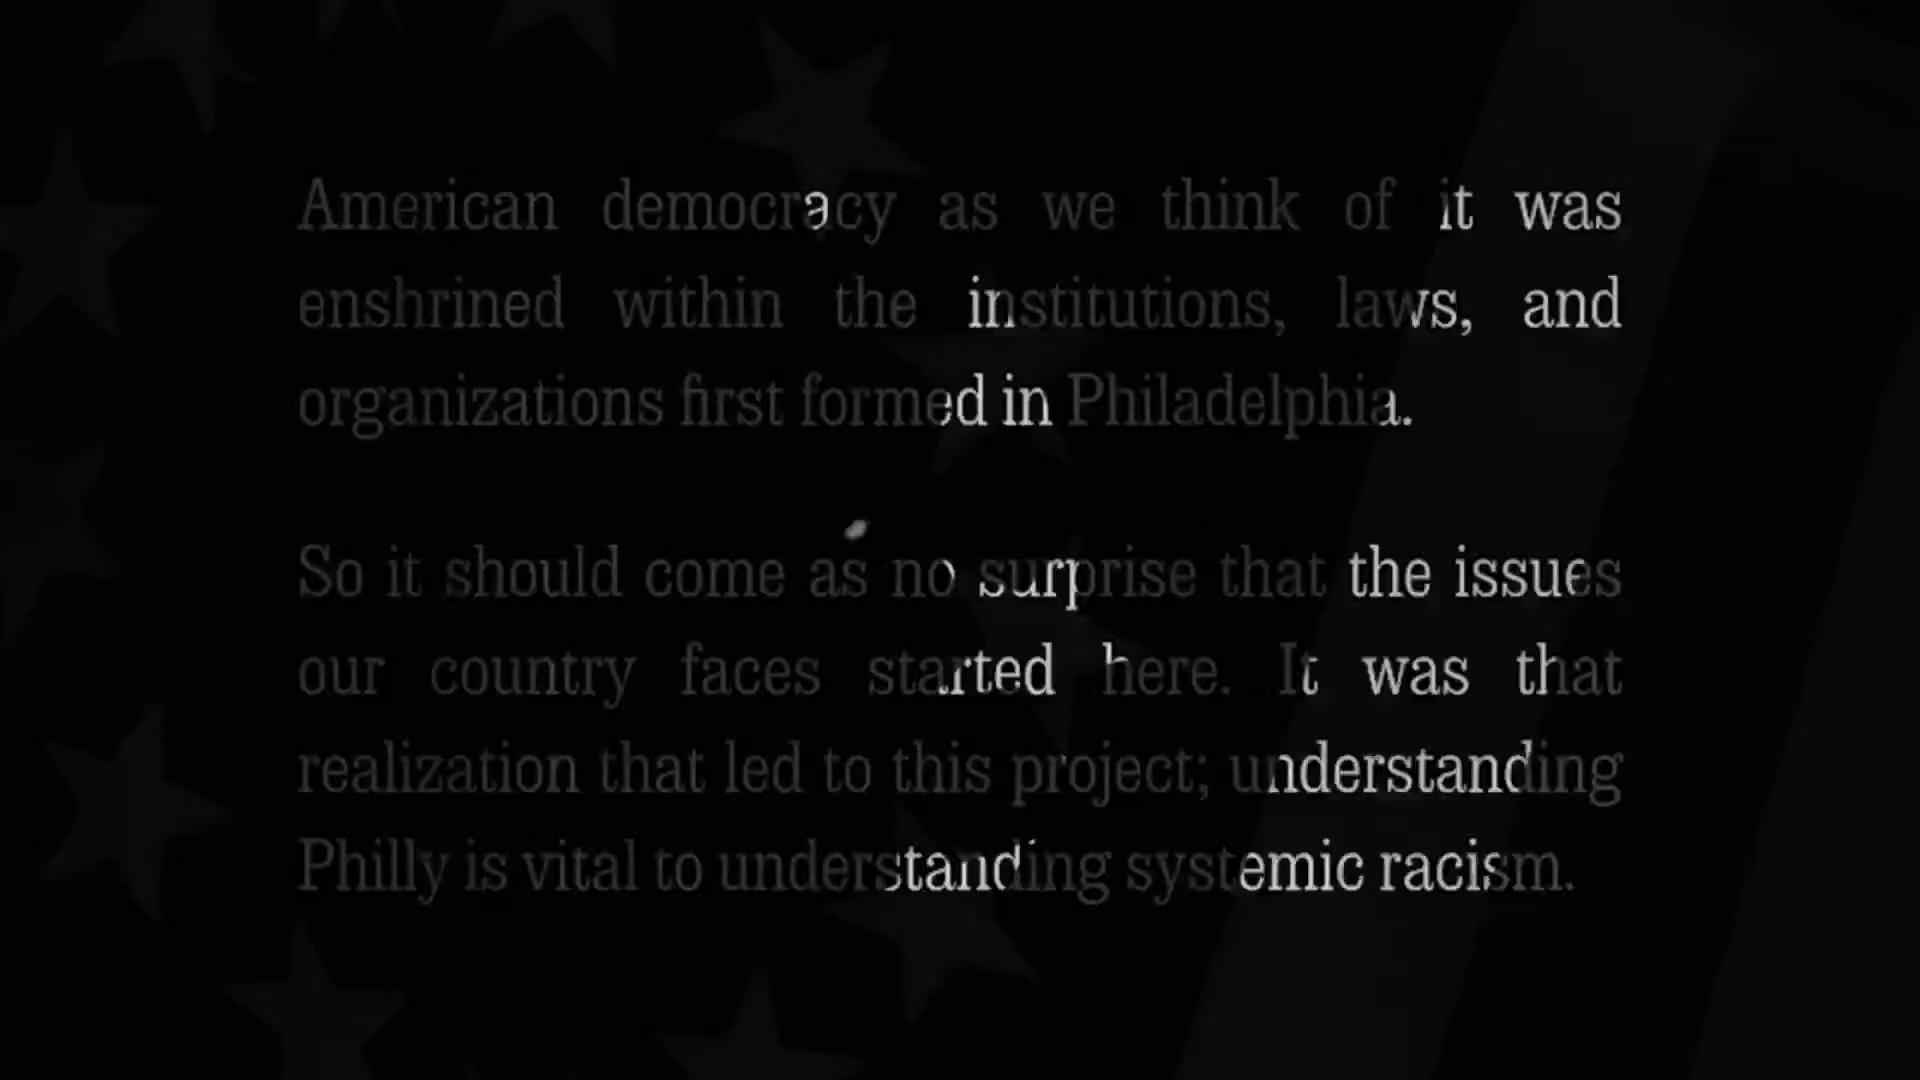 American democracy as we think of it was
enshrined within the institutions, laws, and
organizations first formed in Philadelphia.
So it should come as no surprise that the issues
our country faces started here. It was that
realization that led to this project; understanding
Philly is vital to understanding systemic racism.